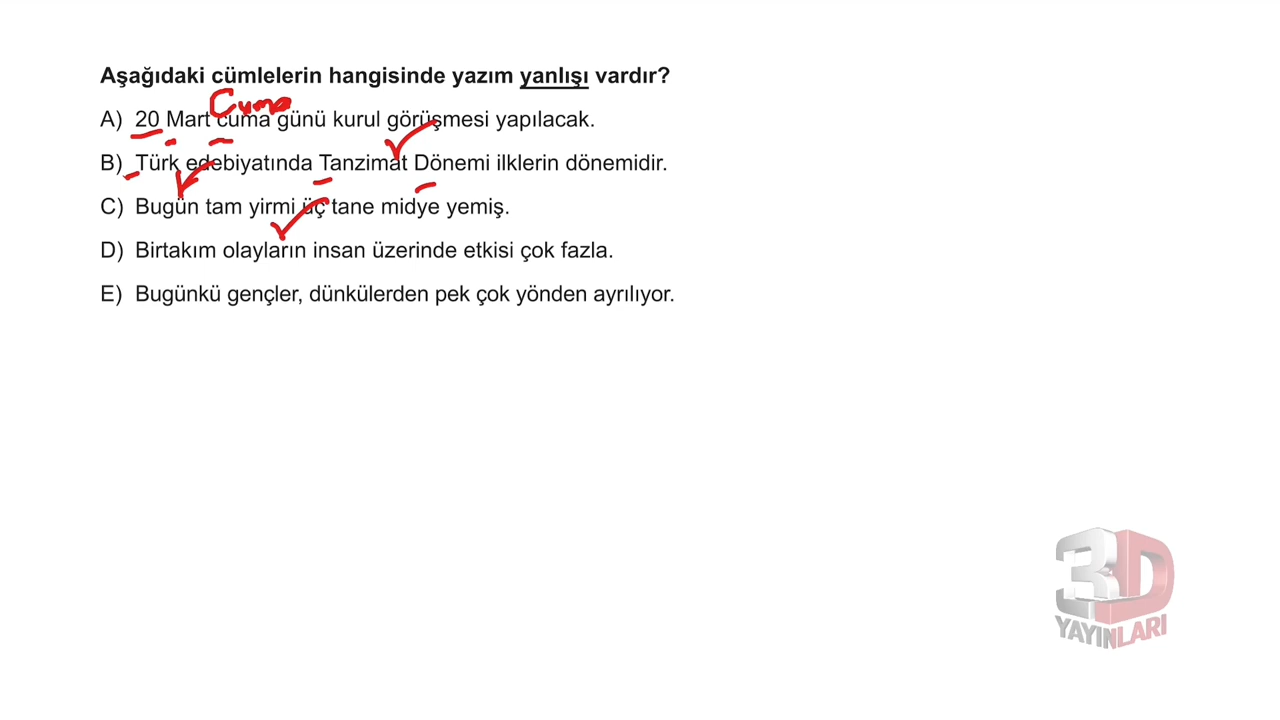 Aşağıdaki cümlelerin hangisinde yazım yanlışı vardır?
Cuma
A) 20 Mart cuma günü kurul görüşmesi yapılacak.
B) Türk edebiyatında Tanzimat Dönemi ilklerin dönemidir.
C) Bugün tam yirmi üç tane midye yemiş.
D) Birtakım olayların insan üzerinde etkisi çok fazla.
E) Bugünkü gençler, dünkülerden pek çok yönden ayrılıyor.
3D
YAYINLARI